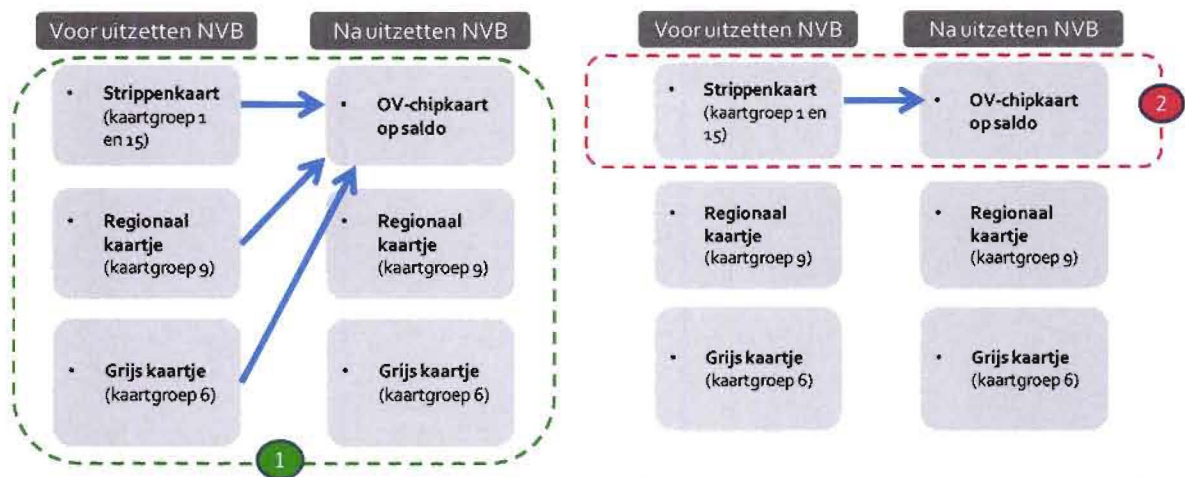 Voor uitzetten NVB
Na uitzetten NVB
• Strippenkaart
(kaartgroep 1
en 15)
• OV-chipkaart
op saldo
• Regionaal
kaartje
(kaartgroep 9)
• Regionaal
kaartje
(kaartgroep 9)
• Grijs kaartje
(kaartgroep 6)
• Grijs kaartje
(kaartgroep 6)
1
Voor uitzetten NVB
Na uitzetten NVB
• Strippenkaart
(kaartgroep 1 en
15)
• OV-chipkaart
op saldo
2
• Regionaal
kaartje
(kaartgroep 9)
• Regionaal
kaartje
(kaartgroep 9)
• Grijs kaartje
(kaartgroep 6)
• Grijs kaartje
(kaartgroep 6)